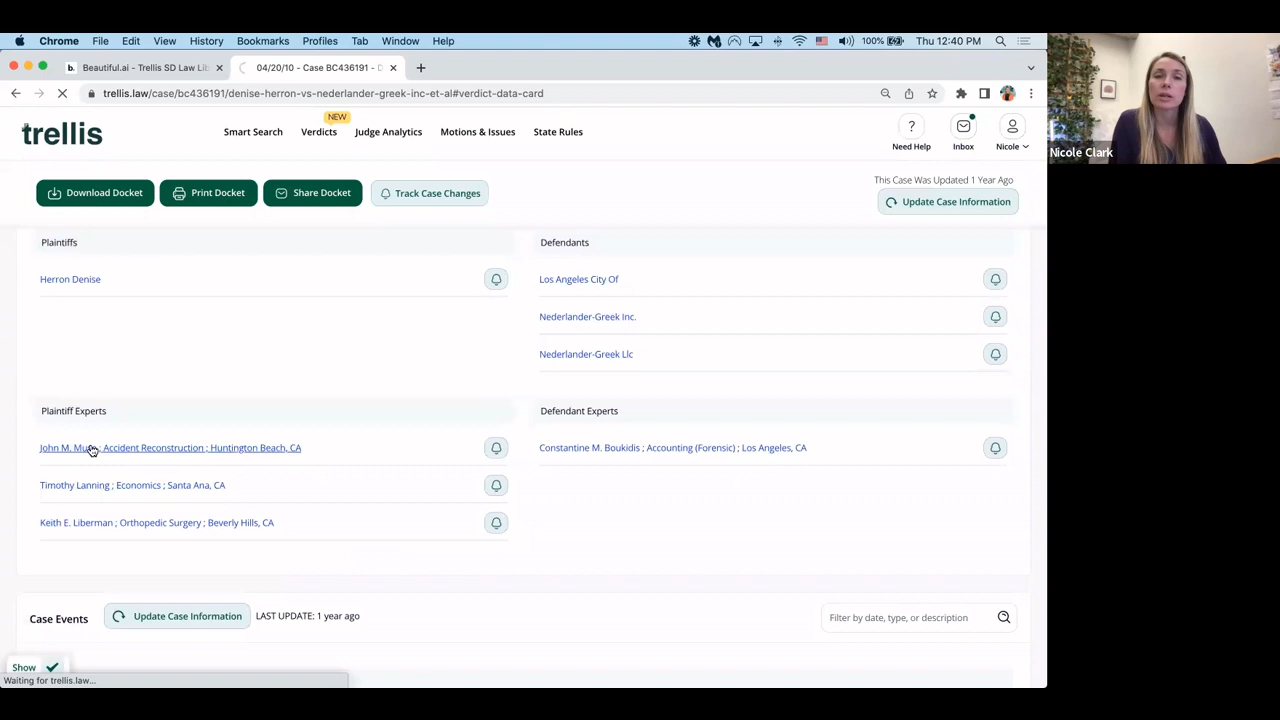 Chrome File Edit View History Bookmarks Profiles Tab Window Help 100% Thu 12:40 PM
b. Beautiful.ai - Trellis SD Law Lib × 04/20/10 - Case BC436191 - D × +
trellis.law/case/bc436191/denise-herron-vs-nederlander-greek-inc-et-al#verdict-data-card
trellis Smart Search NEW Verdicts Judge Analytics Motions & Issues State Rules ? Need Help Inbox Nicole
Nicole Clark
Download Docket Print Docket Share Docket Track Case Changes
This Case Was Updated 1 Year Ago
Update Case Information
Plaintiffs Defendants
Herron Denise Los Angeles City Of
Nederlander-Greek Inc.
Nederlander-Greek Llc
Plaintiff Experts Defendant Experts
John M. ; Accident Reconstruction ; Huntington Beach, CA Constantine M. Boukidis ; Accounting (Forensic) ; Los Angeles, CA
Timothy Lanning ; Economics ; Santa Ana, CA
Keith E. Liberman ; Orthopedic Surgery ; Beverly Hills, CA
Case Events Update Case Information LAST UPDATE: 1 year ago Filter by date, type, or description
Show
Waiting for trellis.law...